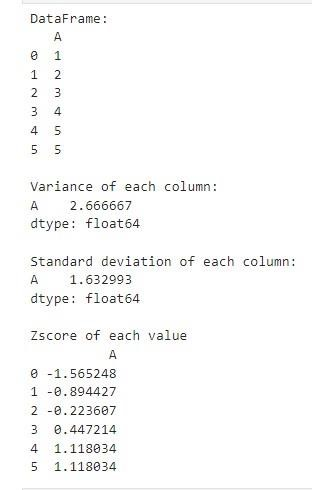 DataFrame:
   A
0  1
1  2
2  3
3  4
4  5
5  5
Variance of each column:
A    2.666667
dtype: float64
Standard deviation of each column:
A    1.632993
dtype: float64
Zscore of each value
          A
0 -1.565248
1 -0.894427
2 -0.223607
3  0.447214
4  1.118034
5  1.118034